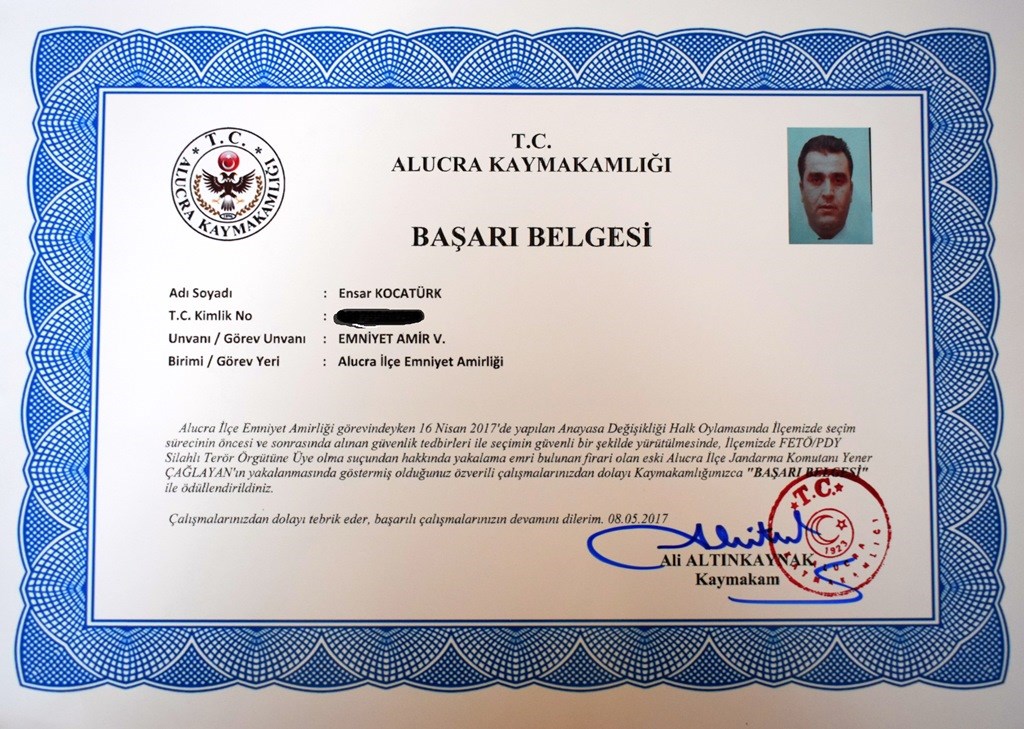 T.C.
ALUCRA KAYMAKAMLIĞI
T.C.
ALUCRA KAYMAKAMLIĞI
BAŞARI BELGESİ
Adı Soyadı : Ensar KOCATÜRK
T.C. Kimlik No :
Unvanı / Görev Unvanı : EMNİYET AMİR V.
Birimi / Görev Yeri : Alucra İlçe Emniyet Amirliği
Alucra İlçe Emniyet Amirliği görevindeyken 16 Nisan 2017'de yapılan Anayasa Değişikliği Halk Oylamasında İlçemizde seçim
sürecinin öncesi ve sonrasında alınan güvenlik tedbirleri ile seçimin güvenli bir şekilde yürütülmesinde, İlçemizde FETÖ/PDY
Silahlı Terör Örgütüne Üye olma suçundan hakkında yakalama emri bulunan firari olan eski Alucra İlçe Jandarma Komutanı Yener
ÇAĞLAYAN'ın yakalanmasında göstermiş olduğunuz özverili çalışmalarınızdan dolayı Kaymakamlığımızca "BAŞARI BELGESİ"
ile ödüllendirildiniz.
Çalışmalarınızdan dolayı tebrik eder, başarılı çalışmalarınızın devamını dilerim. 08.05.2017
Ali ALTINKAYNAK
Kaymakam
T.C.
1923
ALUCRA